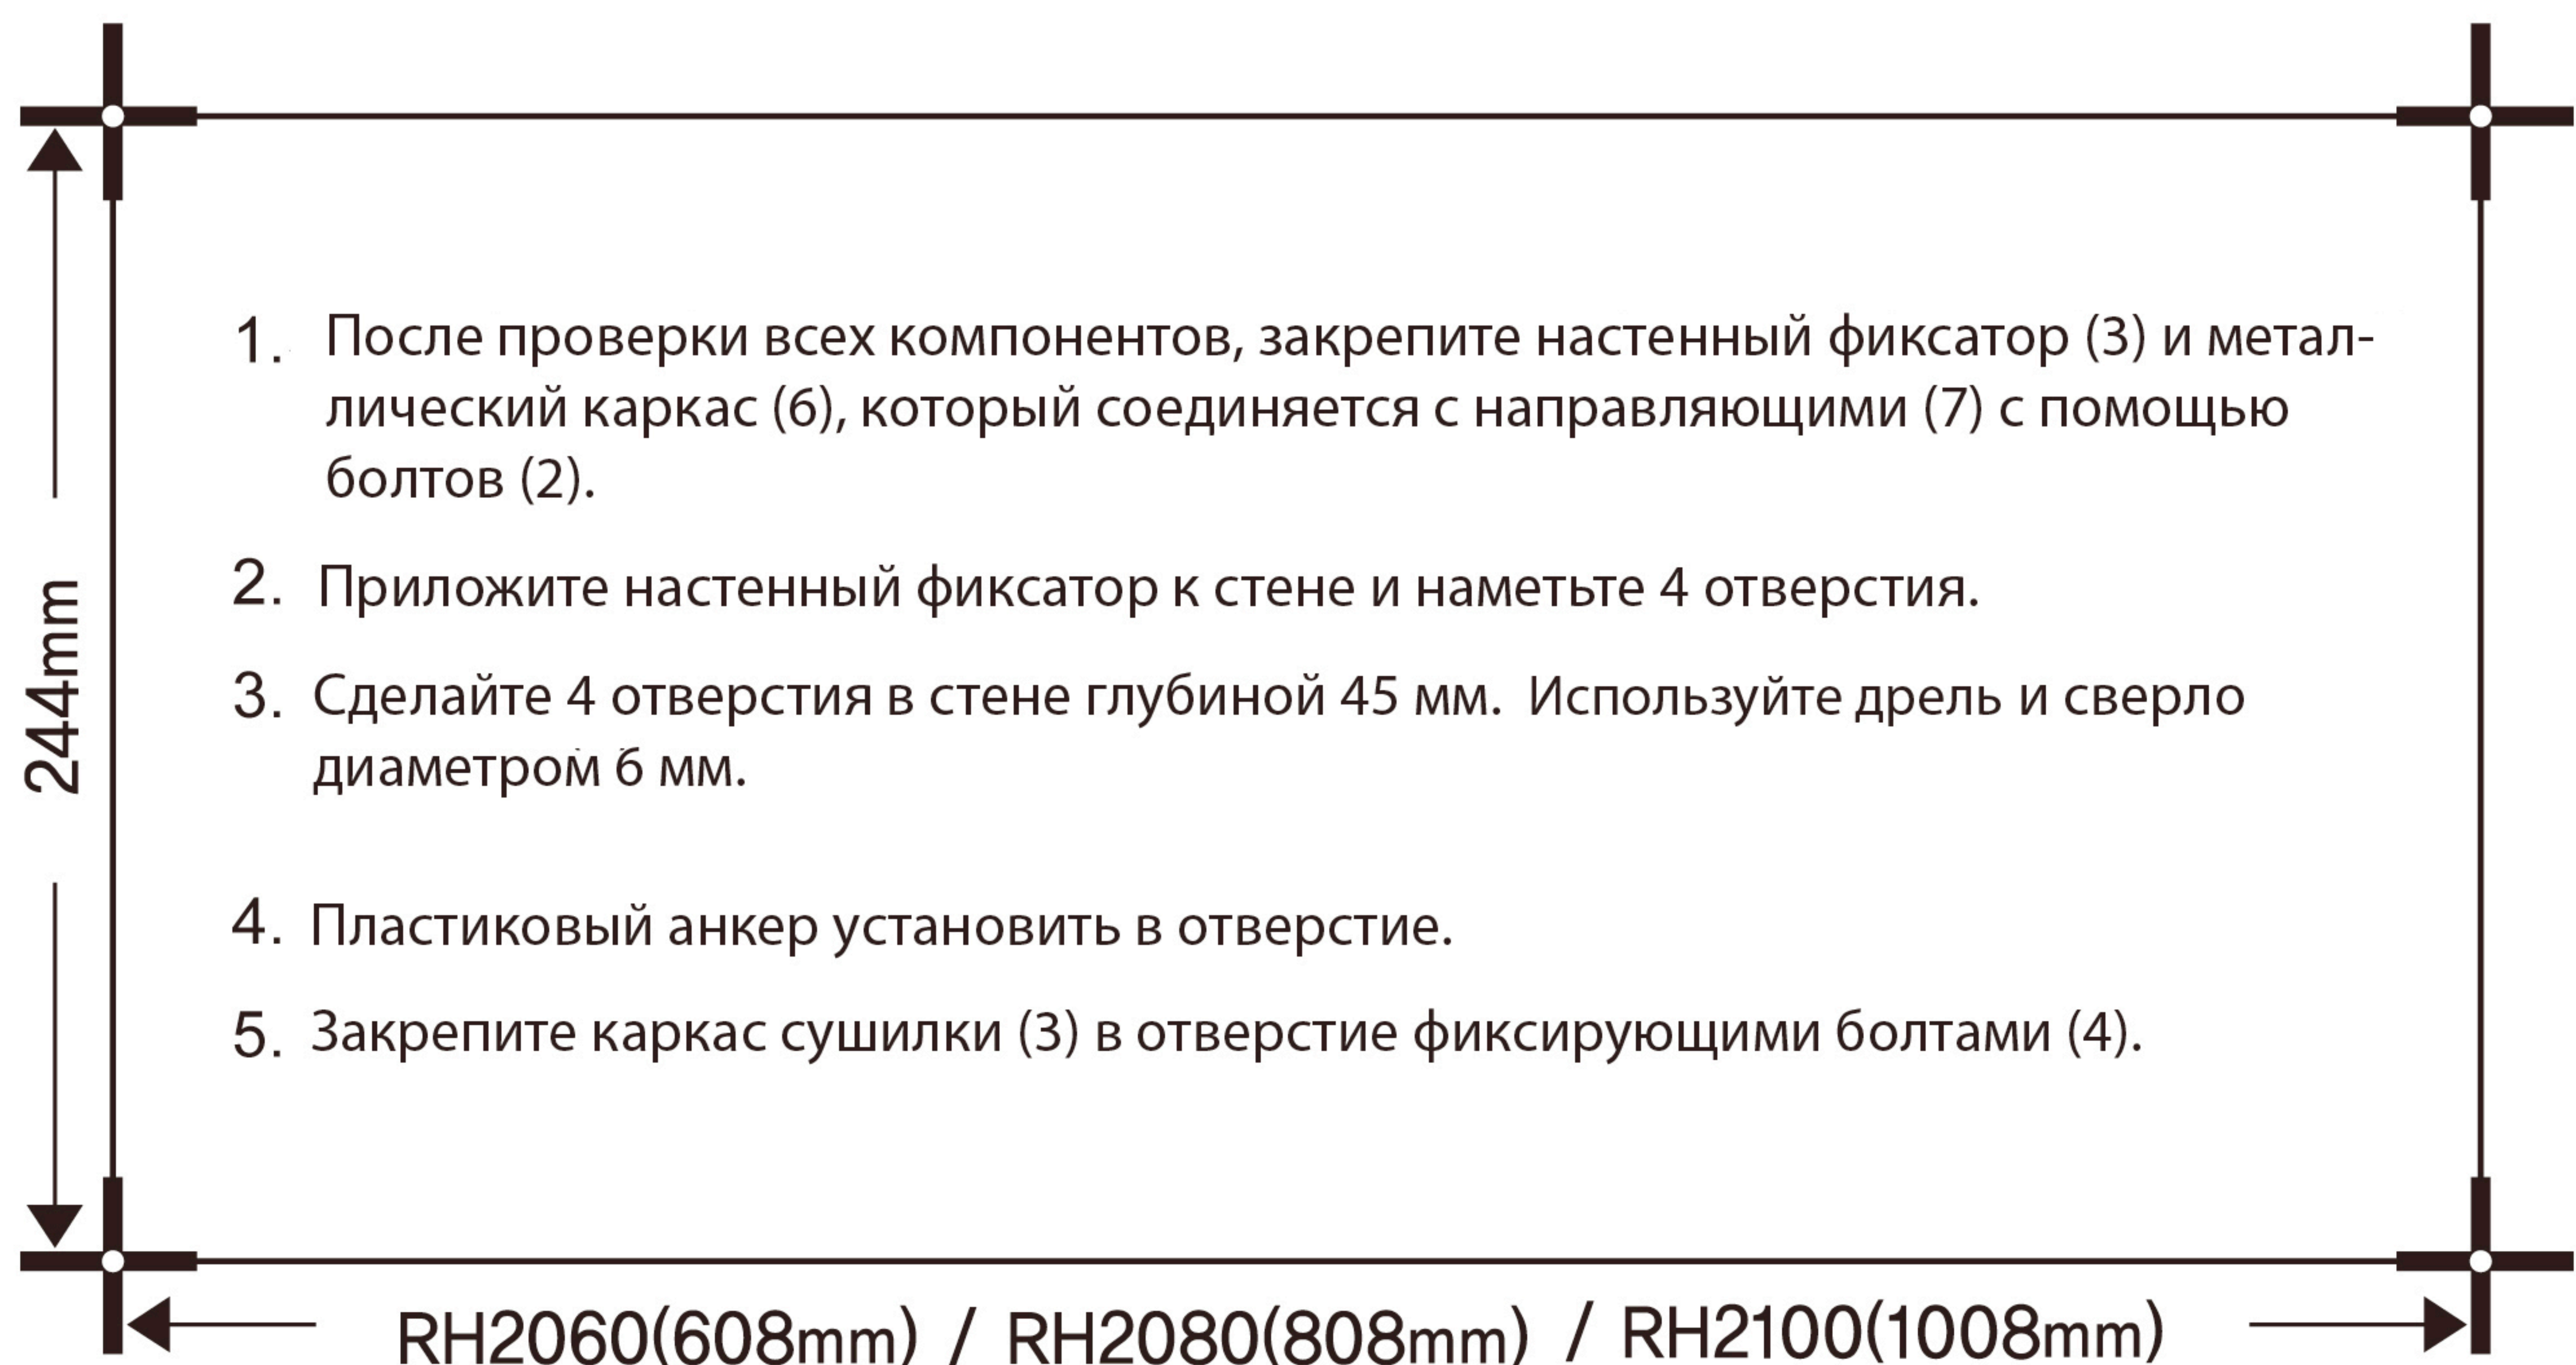 1. После проверки всех компонентов, закрепите настенный фиксатор (3) и метал-
лический каркас (6), который соединяется с направляющими (7) с помощью
болтов (2).
2. Приложите настенный фиксатор к стене и наметьте 4 отверстия.
3. Сделайте 4 отверстия в стене глубиной 45 мм. Используйте дрель и сверло
диаметром 6 мм.
4. Пластиковый анкер установить в отверстие.
5. Закрепите каркас сушилки (3) в отверстие фиксирующими болтами (4).
244mm
RH2060(608mm) / RH2080(808mm) / RH2100(1008mm)